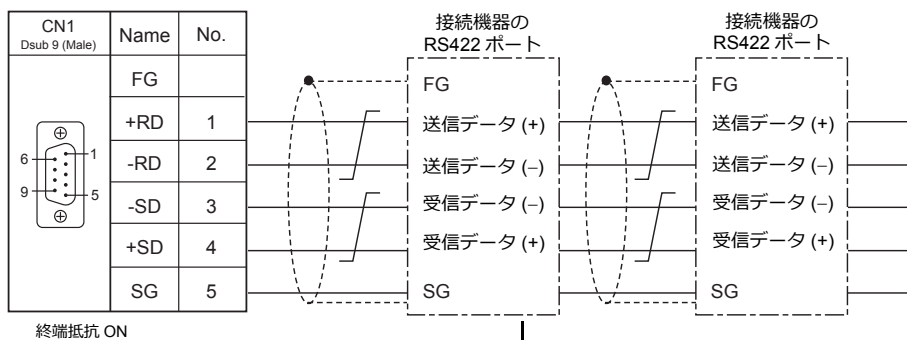 CN1
Dsub 9 (Male)
Name
No.
FG
+RD
1
-RD
2
-SD
3
+SD
4
SG
5
6
1
9
5
終端抵抗 ON
接続機器の
RS422 ポート
FG
送信データ (+)
送信データ (−)
受信データ (−)
受信データ (+)
SG
接続機器の
RS422 ポート
FG
送信データ (+)
送信データ (−)
受信データ (−)
受信データ (+)
SG